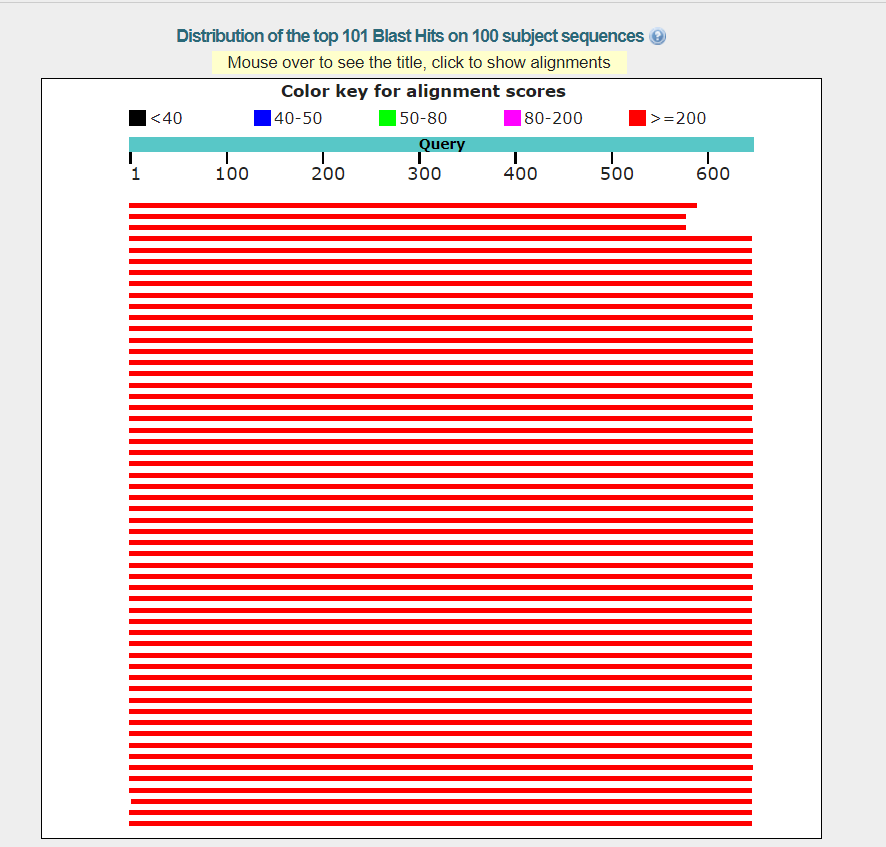 Distribution of the top 101 Blast Hits on 100 subject sequences ?
Mouse over to see the title, click to show alignments
Color key for alignment scores
<40 40-50 50-80 80-200 >=200
Query
1 100 200 300 400 500 600